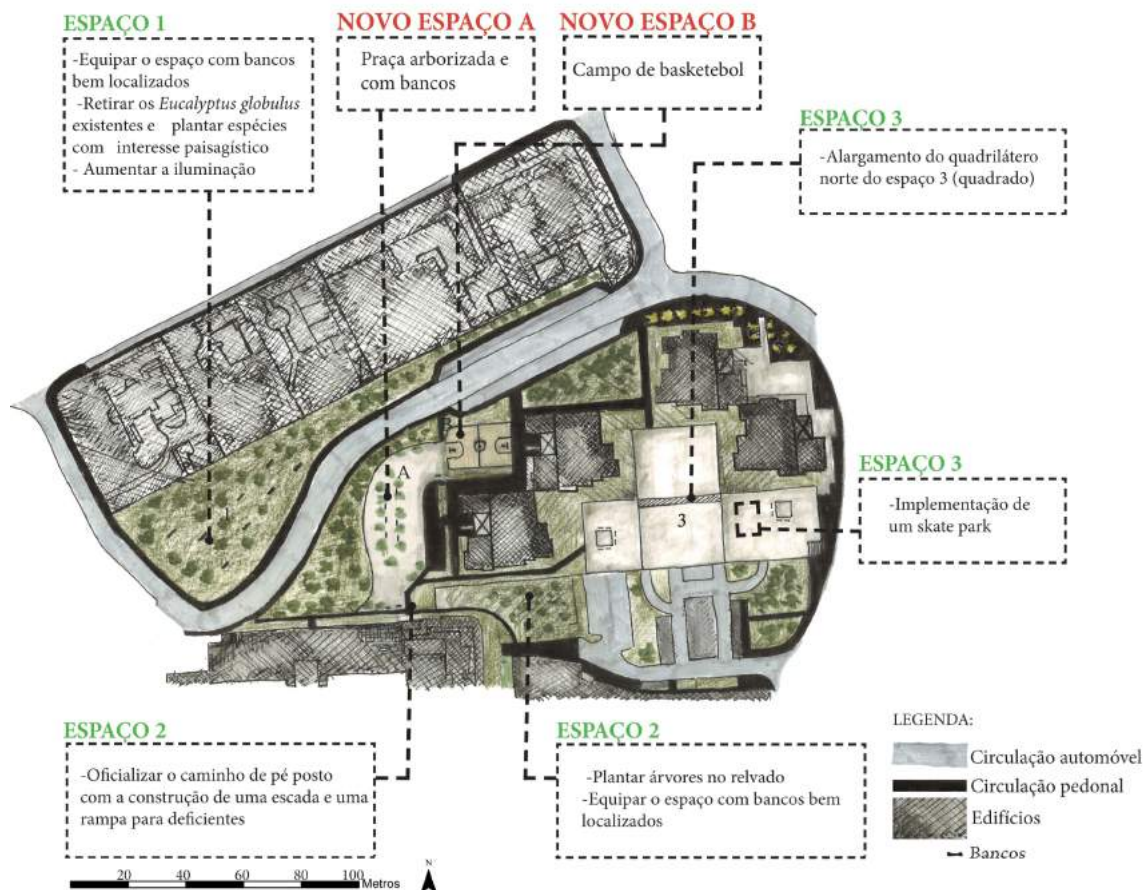 ESPAÇO 1
-Equipar o espaço com bancos
bem localizados
-Retirar os Eucalyptus globulus
existentes e plantar espécies
com interesse paisagístico
- Aumentar a iluminação
NOVO ESPAÇO A
Praça arborizada e
com bancos
NOVO ESPAÇO B
Campo de basketebol
ESPAÇO 3
-Alargamento do quadrilátero
norte do espaço 3 (quadrado)
ESPAÇO 3
-Implementação de
um skate park
A
B
1
3
ESPAÇO 2
-Oficializar o caminho de pé posto
com a construção de uma escada e uma
rampa para deficientes
ESPAÇO 2
-Plantar árvores no relvado
-Equipar o espaço com bancos bem
localizados
LEGENDA:
Circulação automóvel
Circulação pedonal
Edifícios
Bancos
20 40 60 80 100 Metros
N